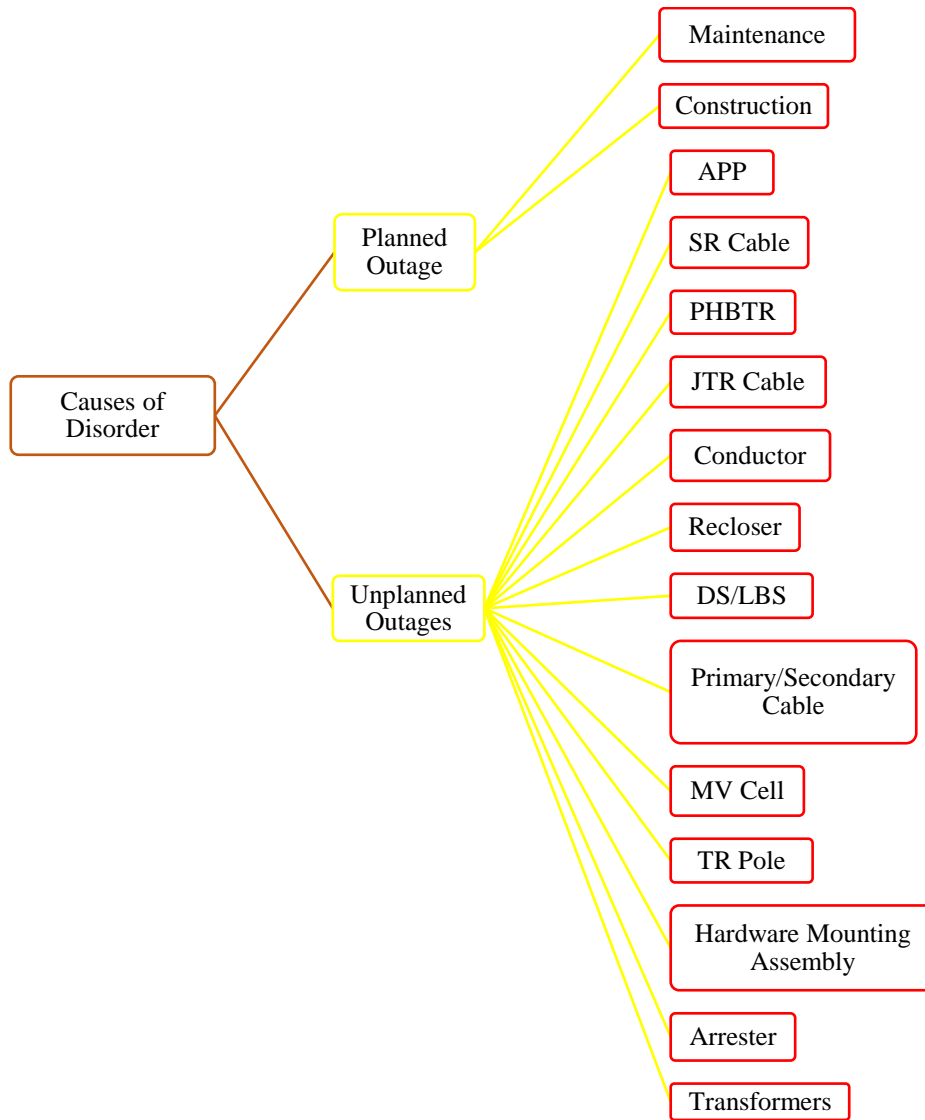 Maintenance
Construction
APP
SR Cable
Planned
Outage
PHBTR
JTR Cable
Causes of
Disorder
Conductor
Recloser
DS/LBS
Unplanned
Outages
Primary/Secondary
Cable
MV Cell
TR Pole
Hardware Mounting
Assembly
Arrester
Transformers